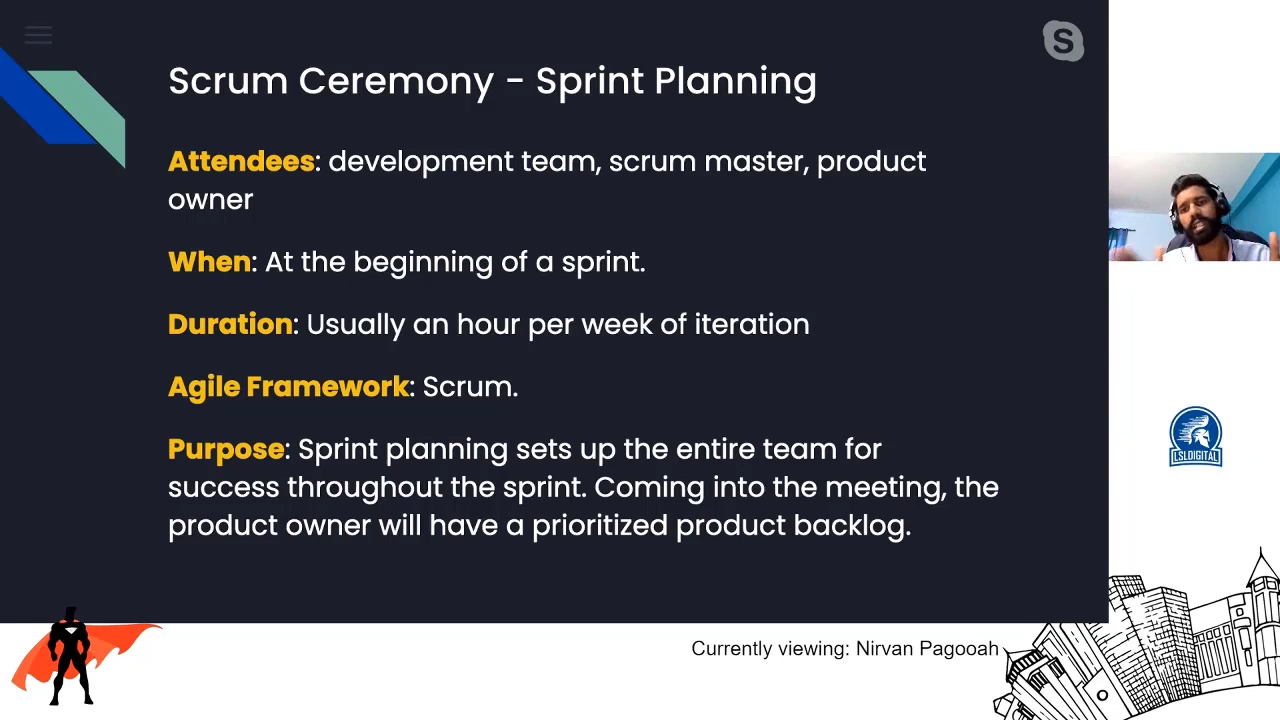 Scrum Ceremony - Sprint Planning
S
Attendees: development team, scrum master, product
owner
When: At the beginning of a sprint.
Duration: Usually an hour per week of iteration
Agile Framework: Scrum.
Purpose: Sprint planning sets up the entire team for
success throughout the sprint. Coming into the meeting, the
product owner will have a prioritized product backlog.
LSLDIGITAL
Currently viewing: Nirvan Pagooah